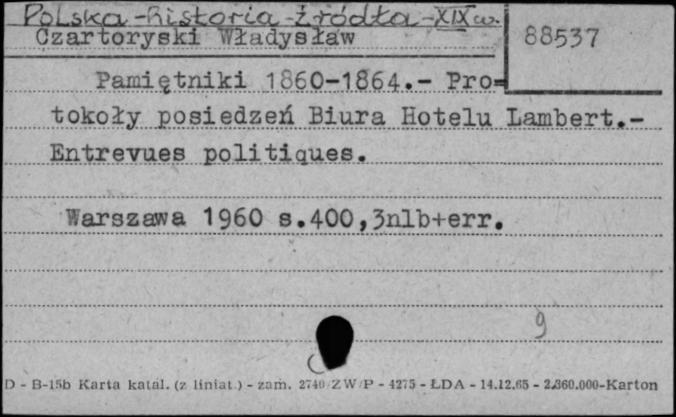 Polska - historia - źródła - XIX w.
Czartoryski Władysław
88537
Pamiętniki 1860-1864.- Pro=
tokoły posiedzeń Biura Hotelu Lambert.-
Entrevues politiques.
Warszawa 1960 s.400,3nlb+err.
9
D - B-15b Karta katal. (z liniat.) - zam. 2740/ZW/P - 4275 - ŁDA - 14.12.65 - 2.360.000-Karton